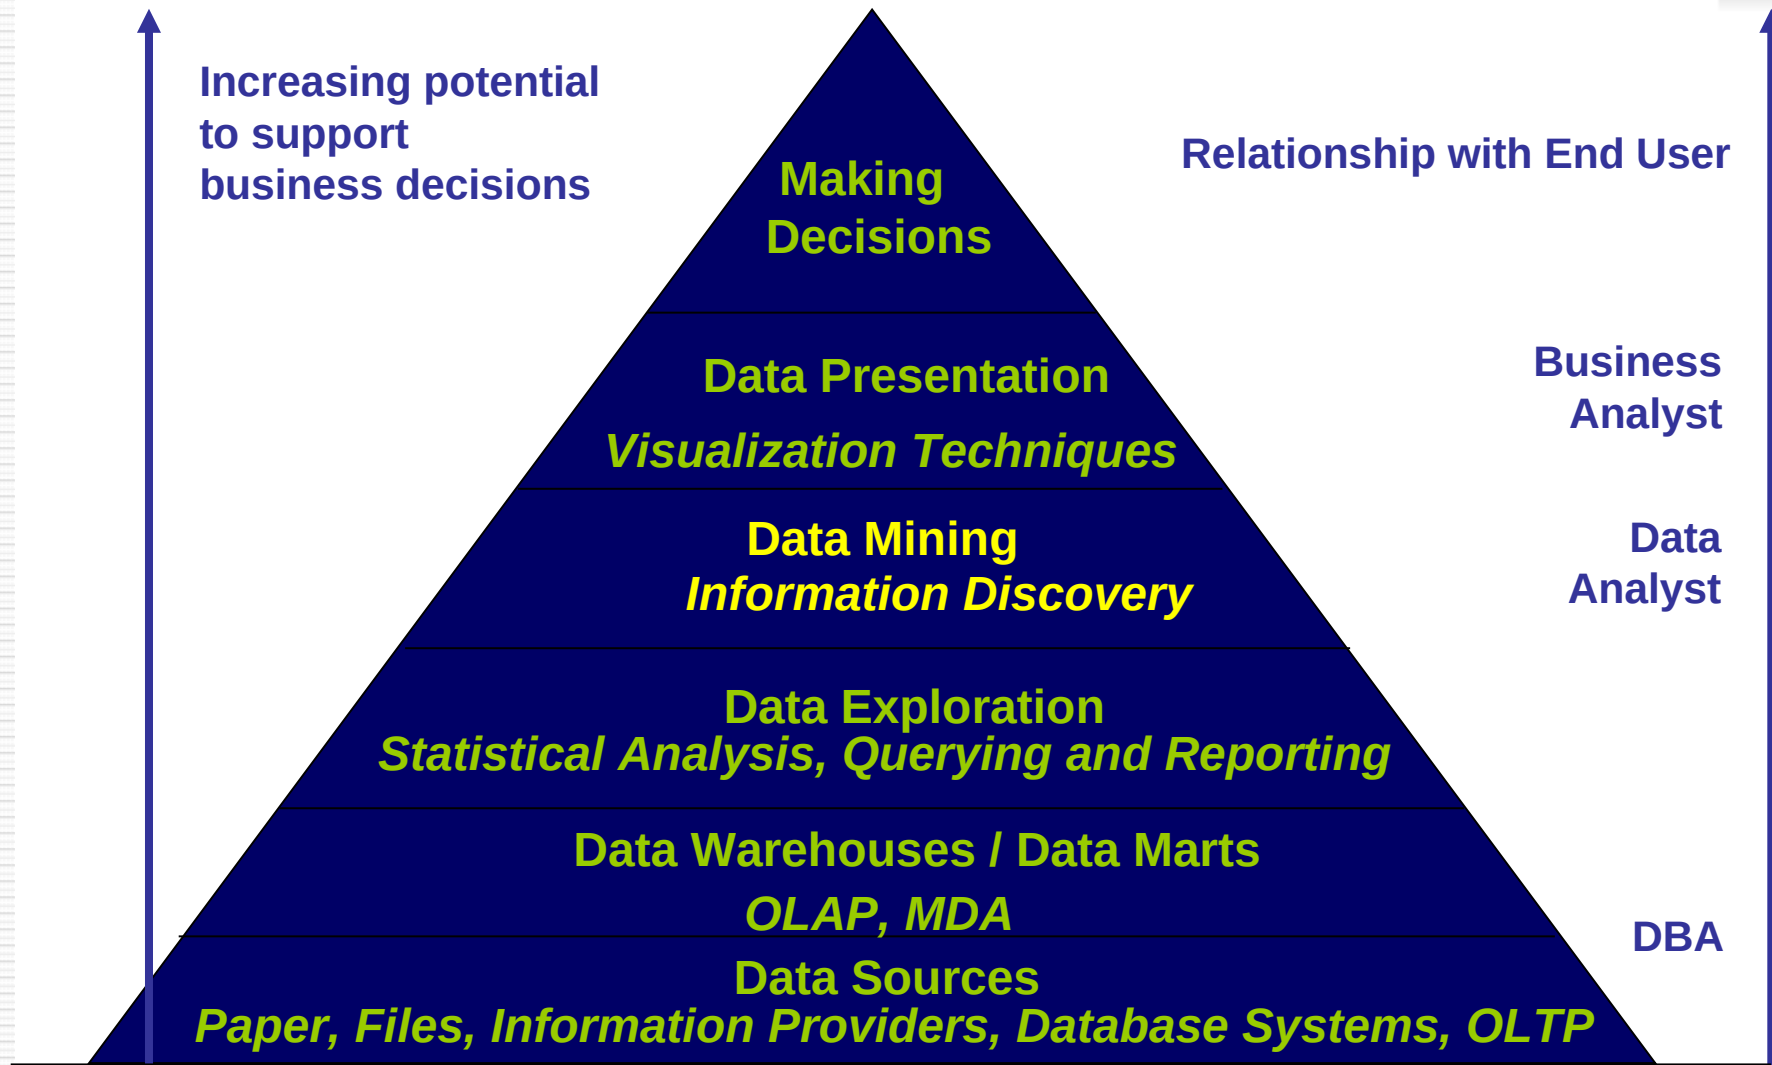 Increasing potential
to support
business decisions
Relationship with End User
Making
Decisions
Data Presentation
Visualization Techniques
Business
Analyst
Data Mining
Information Discovery
Data
Analyst
Data Exploration
Statistical Analysis, Querying and Reporting
Data Warehouses / Data Marts
OLAP, MDA
DBA
Data Sources
Paper, Files, Information Providers, Database Systems, OLTP